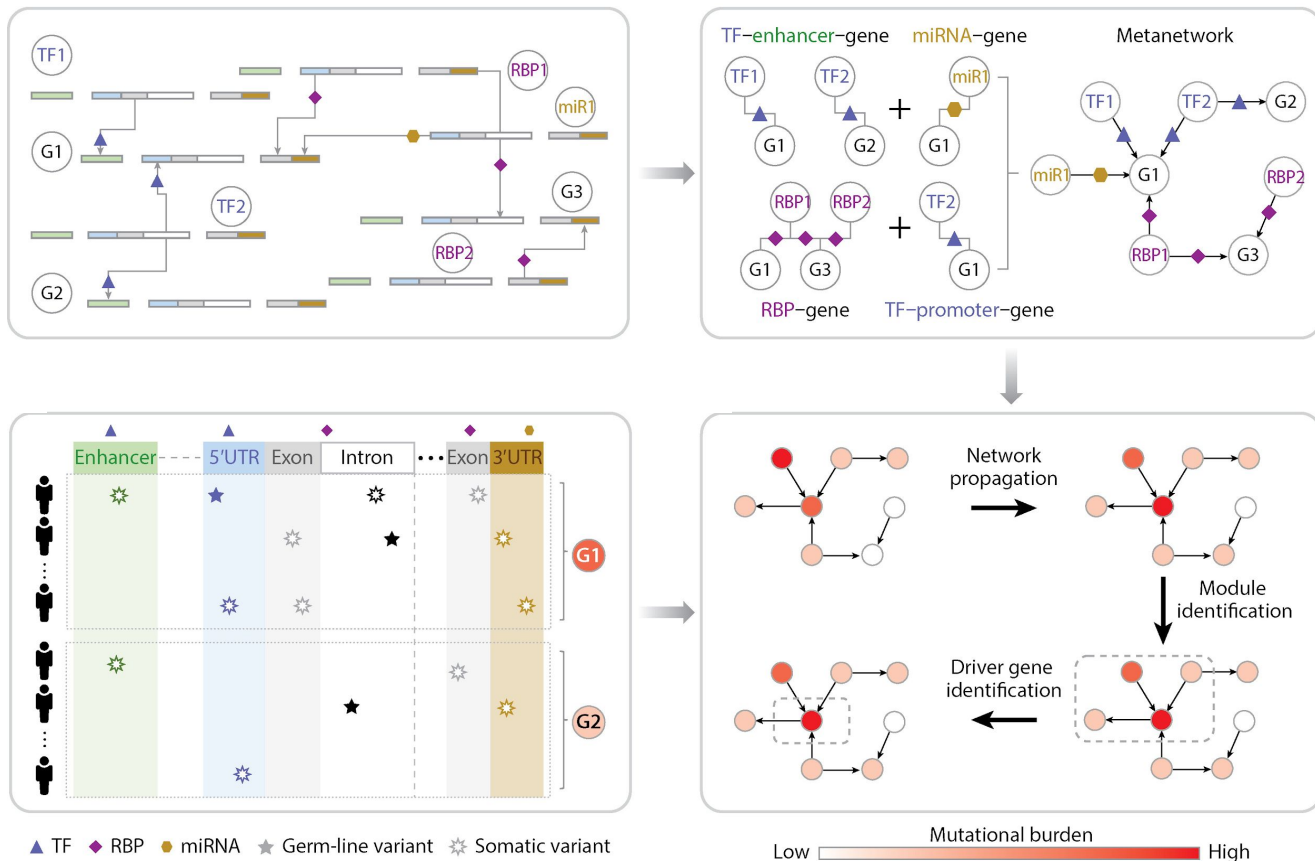 TF1
RBP1
miR1
G1
G3
TF2
RBP2
G2
TF–enhancer–gene
miRNA–gene
Metanetwork
TF1
TF2
miR1
G1
G2
G1
RBP1
RBP2
TF2
G1
G3
G1
RBP–gene
TF–promoter–gene
TF1
TF2
G2
miR1
G1
RBP2
RBP1
G3
Enhancer
5′UTR
Exon
Intron
•••
Exon
3′UTR
G1
G2
TF
RBP
miRNA
Germ-line variant
Somatic variant
Network
propagation
Module
identification
Driver gene
identification
Mutational burden
Low
High